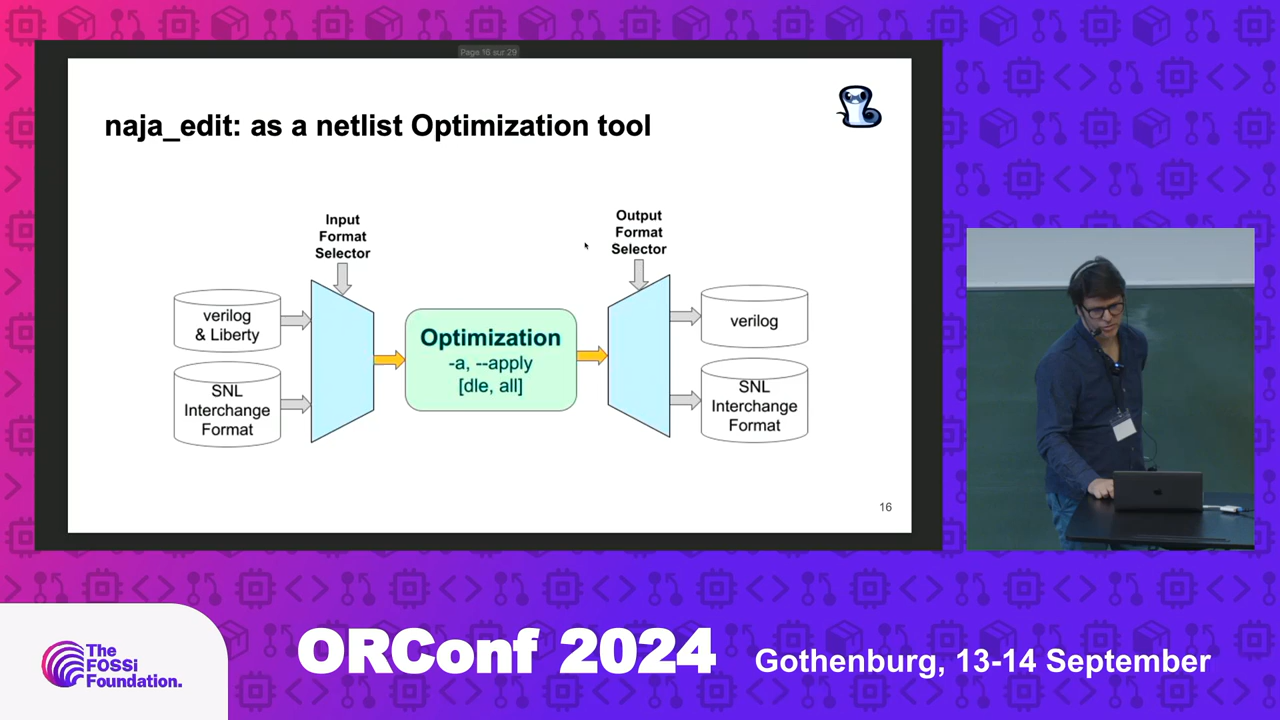 Page 16 sur 29
naja_edit: as a netlist Optimization tool
Input
Format
Selector
Output
Format
Selector
verilog
& Liberty
SNL
Interchange
Format
Optimization
-a, --apply
[dle, all]
verilog
SNL
Interchange
Format
16
The
FOSSi
Foundation.
ORConf 2024
Gothenburg, 13-14 September